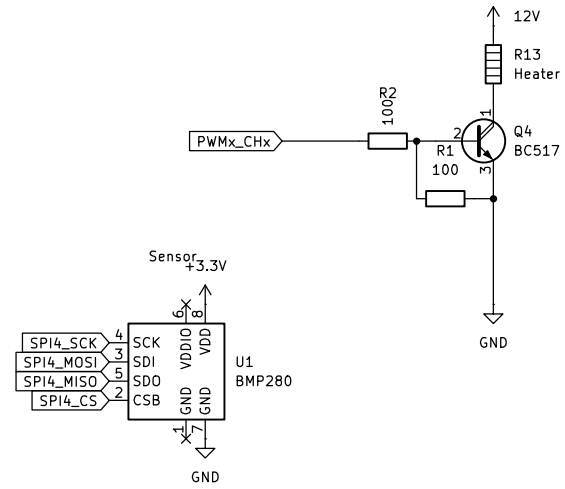 12V
R13
Heater
R2
100
1
2
Q4
BC517
PWMx_CHx
R1
100
3
GND
Sensor
+3.3V
6
8
SPI4_SCK
4
SCK
VDDIO
VDD
SPI4_MOSI
3
SDI
U1
SPI4_MISO
5
SDO
BMP280
SPI4_CS
2
CSB
GND
GND
1
7
GND